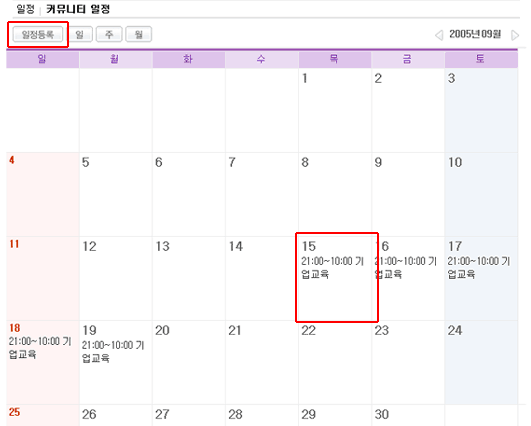 일정 | 커뮤니티 일정
일정등록 일 주 월 2005년 09월
일 월 화 수 목 금 토
1 2 3
4 5 6 7 8 9 10
11 12 13 14 15 16 17
21:00~10:00 기 21:00~10:00 기 21:00~10:00 기
업교육 업교육 업교육
18 19 20 21 22 23 24
21:00~10:00 기 21:00~10:00 기
업교육 업교육
25 26 27 28 29 30